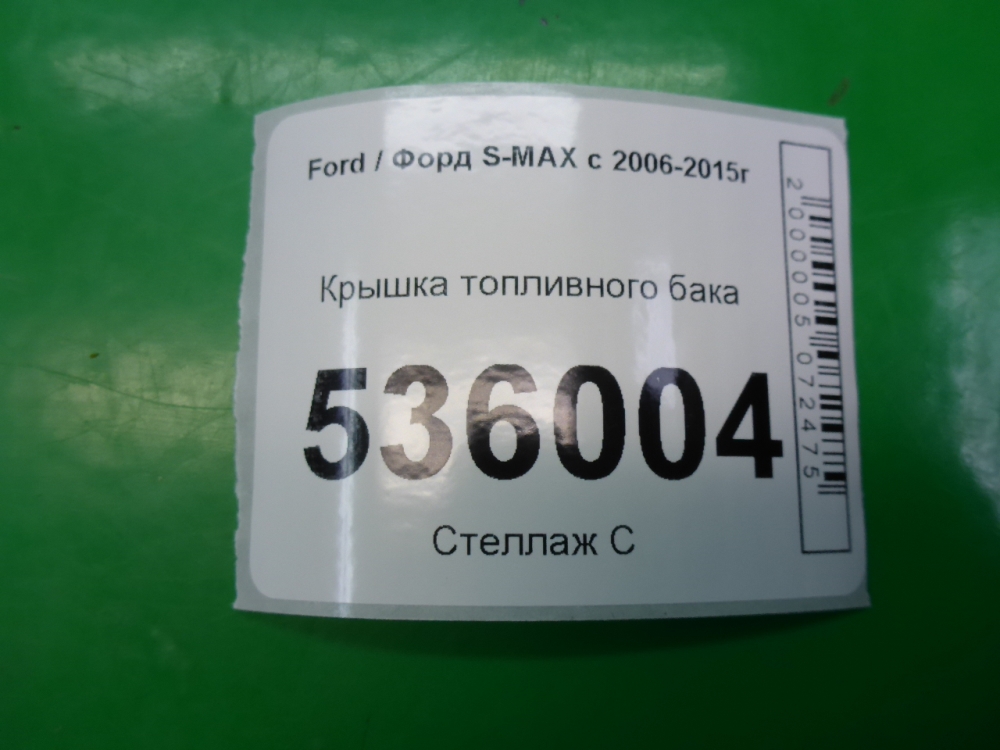 Ford / Форд S-MAX с 2006-2015г
Крышка топливного бака
536004
Стеллаж С
2000005072475